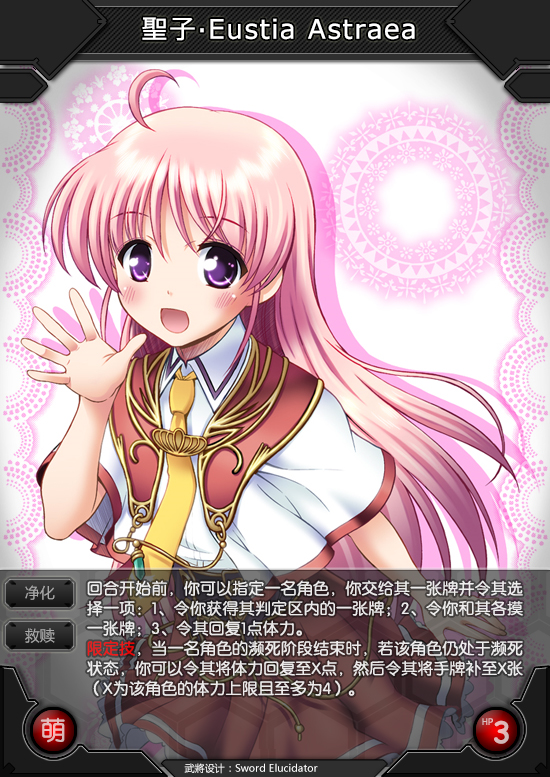 聖子·Eustia Astraea
净化
回合开始前，你可以指定一名角色，你交给其一张牌并令其选
择一项：1、令你获得其判定区内的一张牌；2、令你和其各摸
一张牌；3、令其回复1点体力。
救赎
限定技，当一名角色的濒死阶段结束时，若该角色仍处于濒死
状态，你可以令其将体力回复至X点，然后令其将手牌补至X张
（X为该角色的体力上限且至多为4）。
萌
HP 3
武將设计：Sword Elucidator